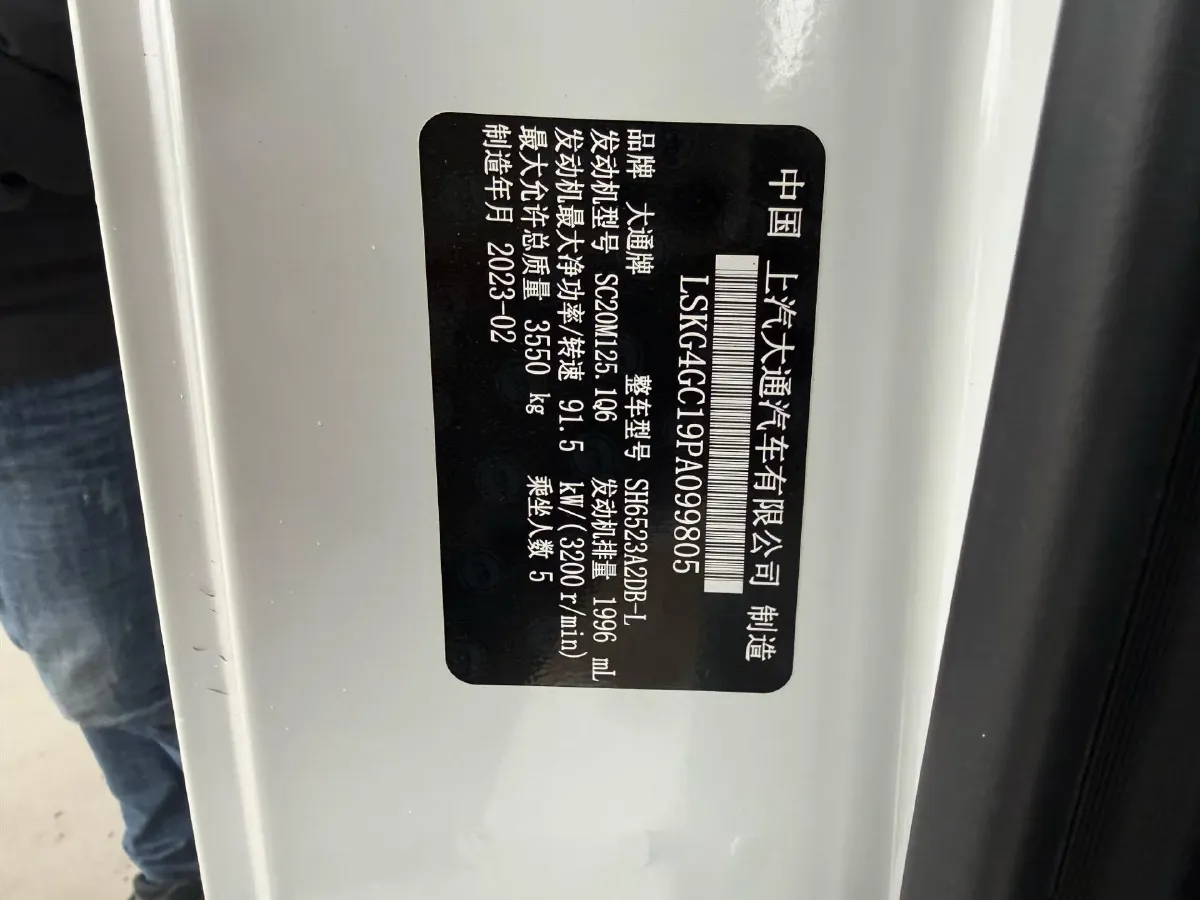 中国 上汽大通汽车有限公司 制造
LSKG4GC19PA099805
品牌 大通牌 整车型号 SH6523A2DB-L
发动机型号 SC20M125.1Q6 发动机排量 1996 mL
发动机最大净功率/转速 91.5 kW/(3200r/min)
最大允许总质量 3550 kg 乘坐人数 5
制造年月 2023-02